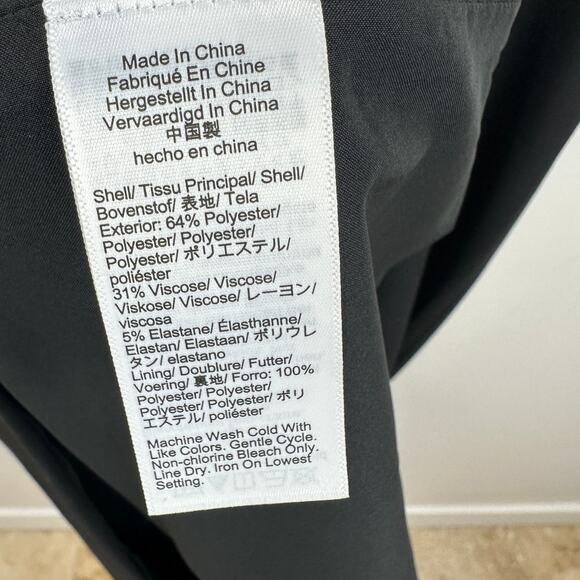 Made In China
Fabriqué En Chine
Hergestellt In China
Vervaardigd In China
中国製
hecho en china
Shell/ Tissu Principal/ Shell/
Bovenstof/ 表地/ Tela
Exterior: 64% Polyester/
Polyester/ Polyester/
Polyester/ ポリエステル/
poliéster
31% Viscose/ Viscose/
Viskose/ Viscose/ レーヨン/
viscosa
5% Elastane/ Élasthanne/
Elastan/ Elastaan/ ポリウレ
タン/ elastano
Lining/ Doublure/ Futter/
Voering/ 裏地/ Forro: 100%
Polyester/ Polyester/
Polyester/ Polyester/ ポリ
エステル/ poliéster
Machine Wash Cold With
Like Colors. Gentle Cycle.
Non-chlorine Bleach Only.
Line Dry. Iron On Lowest
Setting.